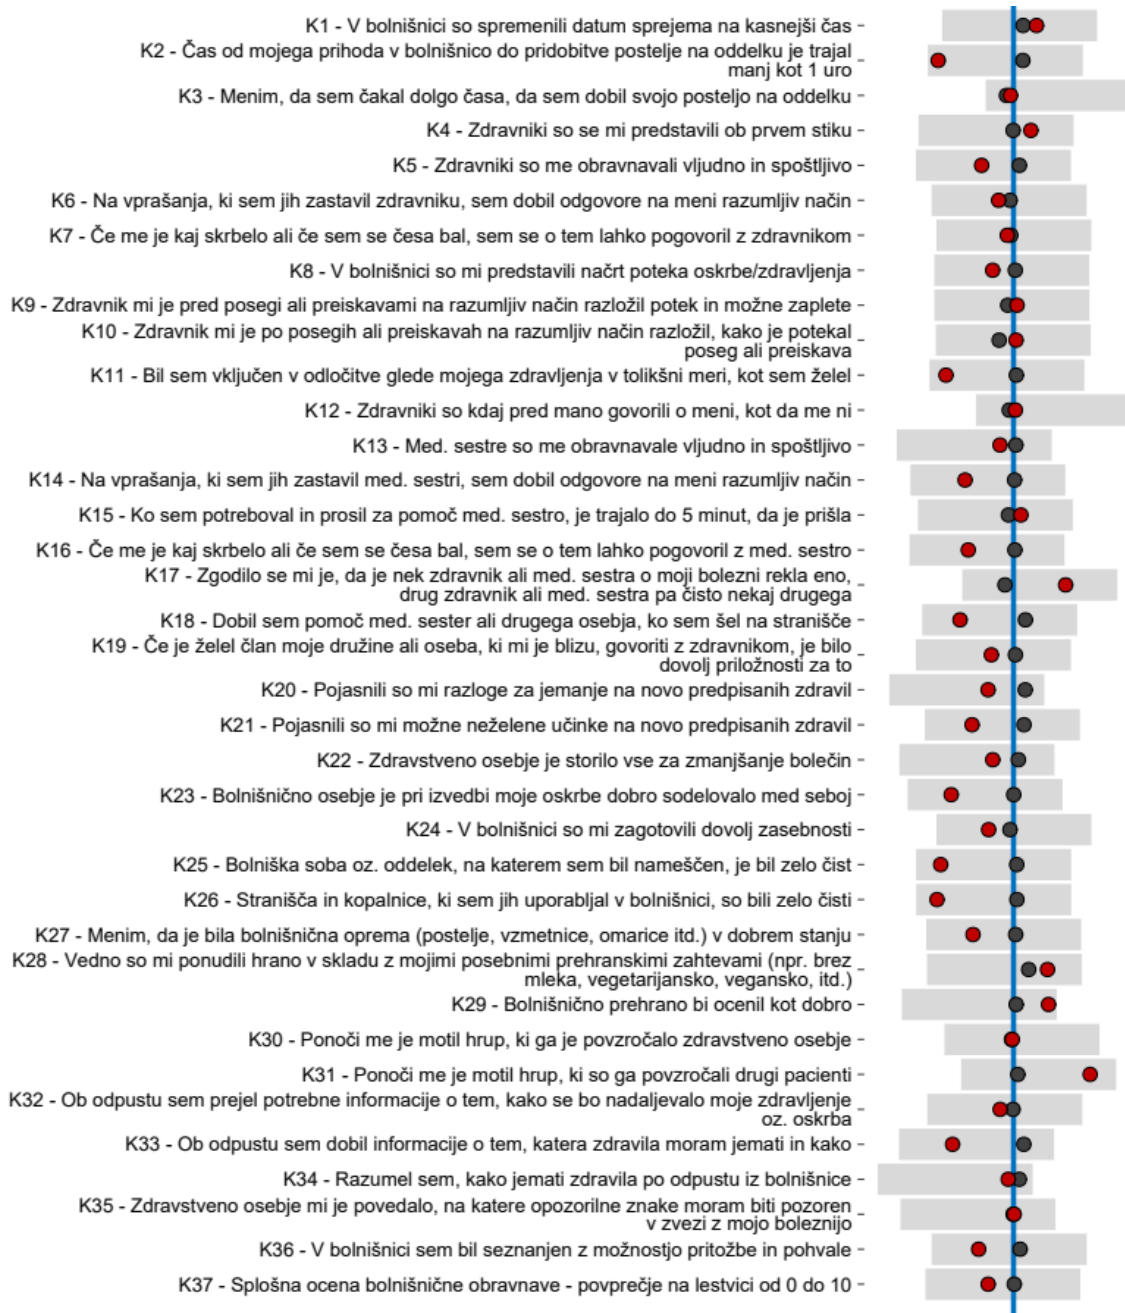 K1 - V bolnišnici so spremenili datum sprejema na kasnejši čas
K2 - Čas od mojega prihoda v bolnišnico do pridobitve postelje na oddelku je trajal
manj kot 1 uro
K3 - Menim, da sem čakal dolgo časa, da sem dobil svojo posteljo na oddelku
K4 - Zdravniki so se mi predstavili ob prvem stiku
K5 - Zdravniki so me obravnavali vljudno in spoštljivo
K6 - Na vprašanja, ki sem jih zastavil zdravniku, sem dobil odgovore na meni razumljiv način
K7 - Če me je kaj skrbelo ali če sem se česa bal, sem se o tem lahko pogovoril z zdravnikom
K8 - V bolnišnici so mi predstavili načrt poteka oskrbe/zdravljenja
K9 - Zdravnik mi je pred posegi ali preiskavami na razumljiv način razložil potek in možne zaplete
K10 - Zdravnik mi je po posegih ali preiskavah na razumljiv način razložil, kako je potekal
poseg ali preiskava
K11 - Bil sem vključen v odločitve glede mojega zdravljenja v tolikšni meri, kot sem želel
K12 - Zdravniki so kdaj pred mano govorili o meni, kot da me ni
K13 - Med. sestre so me obravnavale vljudno in spoštljivo
K14 - Na vprašanja, ki sem jih zastavil med. sestri, sem dobil odgovore na meni razumljiv način
K15 - Ko sem potreboval in prosil za pomoč med. sestro, je trajalo do 5 minut, da je prišla
K16 - Če me je kaj skrbelo ali če sem se česa bal, sem se o tem lahko pogovoril z med. sestro
K17 - Zgodilo se mi je, da je nek zdravnik ali med. sestra o moji bolezni rekla eno,
drug zdravnik ali med. sestra pa čisto nekaj drugega
K18 - Dobil sem pomoč med. sester ali drugega osebja, ko sem šel na stranišče
K19 - Če je želel član moje družine ali oseba, ki mi je blizu, govoriti z zdravnikom, je bilo
dovolj priložnosti za to
K20 - Pojasnili so mi razloge za jemanje na novo predpisanih zdravil
K21 - Pojasnili so mi možne neželene učinke na novo predpisanih zdravil
K22 - Zdravstveno osebje je storilo vse za zmanjšanje bolečin
K23 - Bolnišnično osebje je pri izvedbi moje oskrbe dobro sodelovalo med seboj
K24 - V bolnišnici so mi zagotovili dovolj zasebnosti
K25 - Bolniška soba oz. oddelek, na katerem sem bil nameščen, je bil zelo čist
K26 - Stranišča in kopalnice, ki sem jih uporabljal v bolnišnici, so bili zelo čisti
K27 - Menim, da je bila bolnišnična oprema (postelje, vzmetnice, omarice itd.) v dobrem stanju
K28 - Vedno so mi ponudili hrano v skladu z mojimi posebnimi prehranskimi zahtevami (npr. brez
mleka, vegetarijansko, vegansko, itd.)
K29 - Bolnišnično prehrano bi ocenil kot dobro
K30 - Ponoči me je motil hrup, ki ga je povzročalo zdravstveno osebje
K31 - Ponoči me je motil hrup, ki so ga povzročali drugi pacienti
K32 - Ob odpustu sem prejel potrebne informacije o tem, kako se bo nadaljevalo moje zdravljenje
oz. oskrba
K33 - Ob odpustu sem dobil informacije o tem, katera zdravila moram jemati in kako
K34 - Razumel sem, kako jemati zdravila po odpustu iz bolnišnice
K35 - Zdravstveno osebje mi je povedalo, na katere opozorilne znake moram biti pozoren
v zvezi z mojo boleznijo
K36 - V bolnišnici sem bil seznanjen z možnostjo pritožbe in pohvale
K37 - Splošna ocena bolnišnične obravnave - povprečje na lestvici od 0 do 10